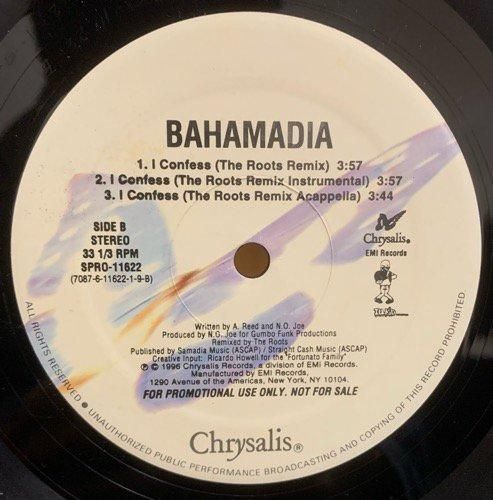 BAHAMADIA
1. I Confess (The Roots Remix) 3:57
2. I Confess (The Roots Remix Instrumental) 3:57
3. I Confess (The Roots Remix Acappella) 3:44
SIDE B
STEREO
33 1/3 RPM
SPRO-11622
(7087-6-11622-1-9-B)
Chrysalis®
EMI Records
Written by A. Reed and N.O. Joe
Produced by N.O. Joe for Gumbo Funk Productions
Remixed by The Roots
Published by Samadia Music (ASCAP) / Straight Cash Music (ASCAP)
Creative Input: Ricardo Howell for the "Fortunato Family"
℗ © 1996 Chrysalis Records, a division of EMI Records.
Manufactured by EMI Records,
1290 Avenue of the Americas, New York, NY 10104.
FOR PROMOTIONAL USE ONLY. NOT FOR SALE
Chrysalis®
ALL RIGHTS RESERVED ● UNAUTHORIZED PUBLIC PERFORMANCE BROADCASTING AND COPYING OF THIS RECORD PROHIBITED